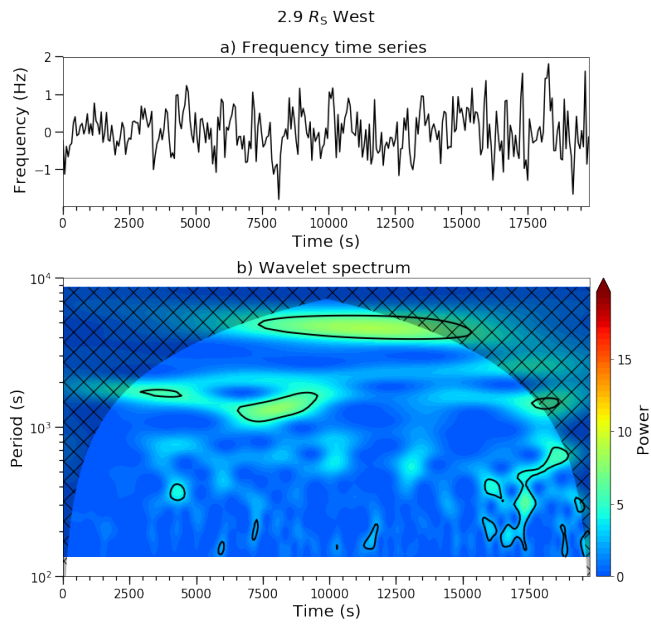 2.9 R_S West
a) Frequency time series
Frequency (Hz)
2
1
0
−1
0 2500 5000 7500 10000 12500 15000 17500
Time (s)
b) Wavelet spectrum
Period (s)
10^4
10^3
10^2
0 2500 5000 7500 10000 12500 15000 17500
Time (s)
15
10
5
0
Power